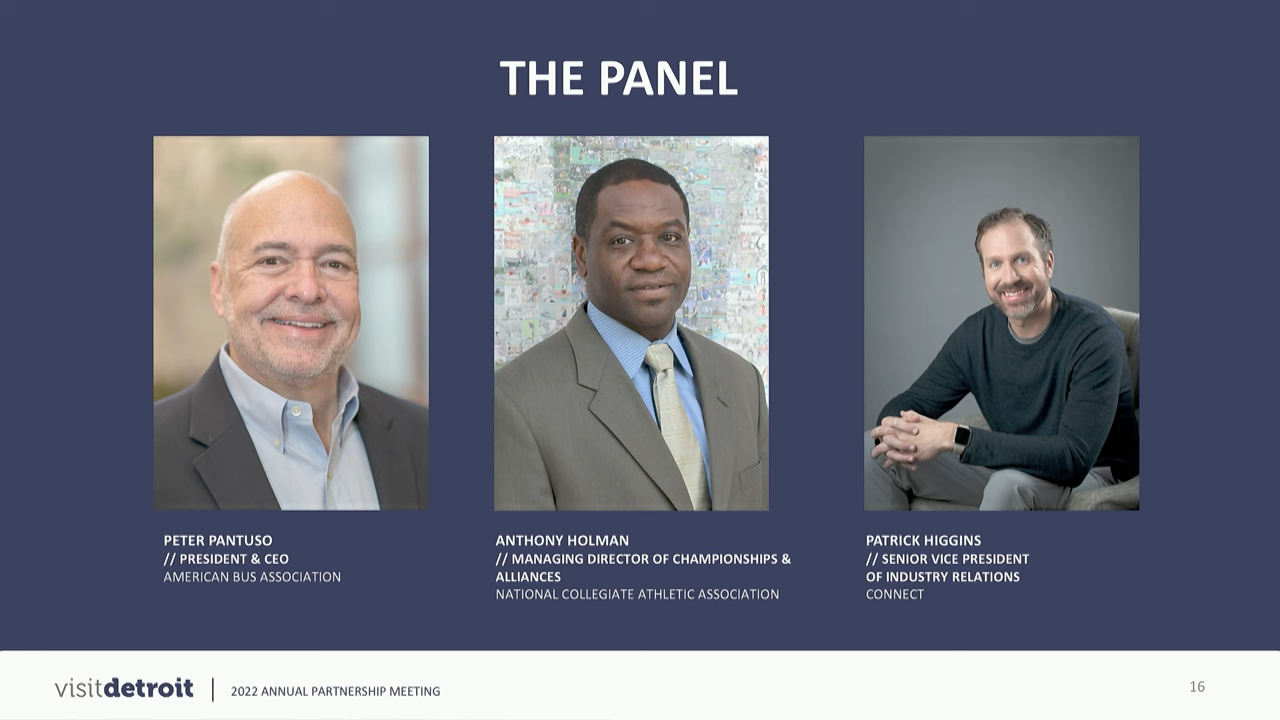 THE PANEL
PETER PANTUSO
// PRESIDENT & CEO
AMERICAN BUS ASSOCIATION
ANTHONY HOLMAN
// MANAGING DIRECTOR OF CHAMPIONSHIPS &
ALLIANCES
NATIONAL COLLEGIATE ATHLETIC ASSOCIATION
PATRICK HIGGINS
// SENIOR VICE PRESIDENT
OF INDUSTRY RELATIONS
CONNECT
visitdetroit | 2022 ANNUAL PARTNERSHIP MEETING
16